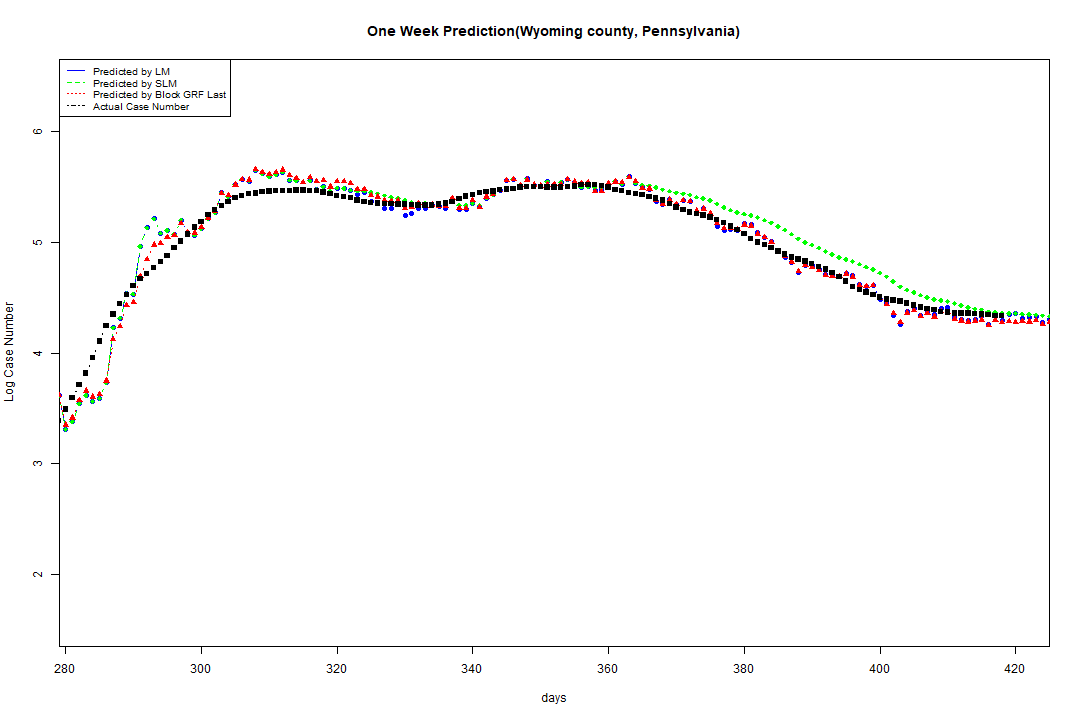 One Week Prediction(Wyoming county, Pennsylvania)
Predicted by LM
Predicted by SLM
Predicted by Block GRF Last
Actual Case Number
6
5
4
3
2
Log Case Number
280 300 320 340 360 380 400 420
days